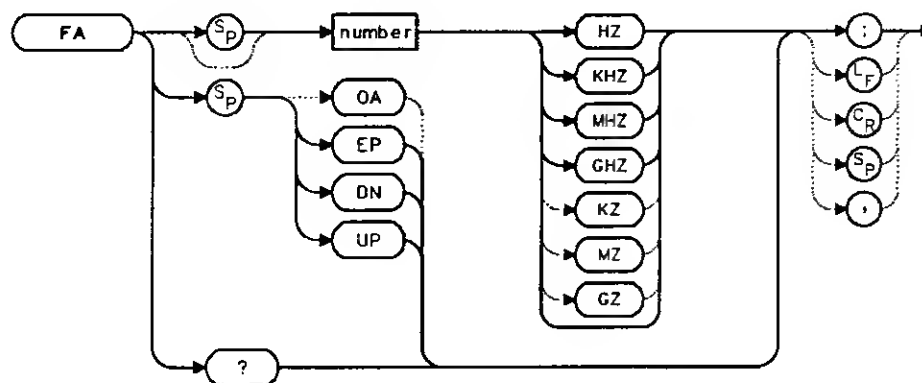 FA
SP
number
HZ
KHZ
MHZ
GHZ
KZ
MZ
GZ
SP
OA
EP
DN
UP
?
;
LF
CR
SP
,